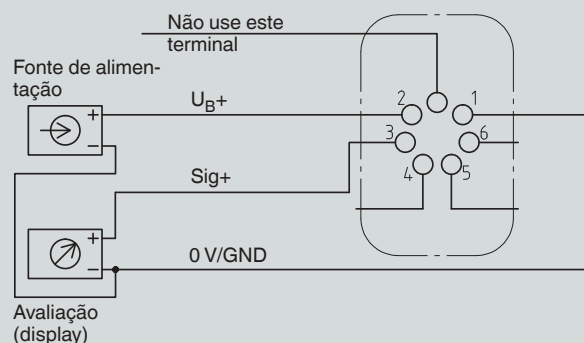 Não use este
terminal
Fonte de alimen-
tação
U_B+
+
−
Sig+
+
−
0 V/GND
Avaliação
(display)
2
1
3
6
4
5